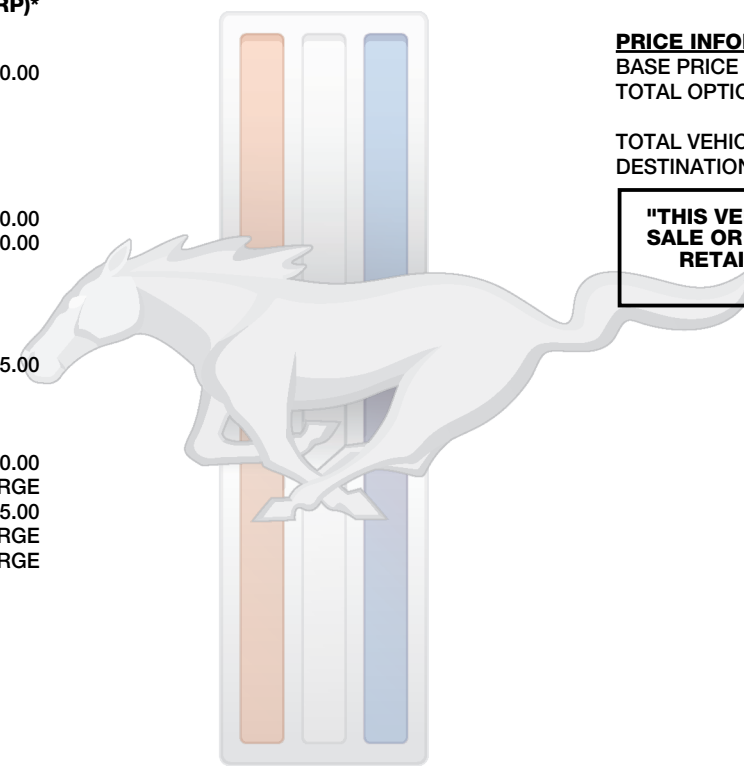 RP)*
0.00
0.00
0.00
5.00
0.00
RGE
5.00
RGE
RGE
PRICE INFO
BASE PRICE
TOTAL OPTIO
TOTAL VEHIC
DESTINATION
"THIS VE
SALE OR
RETAI